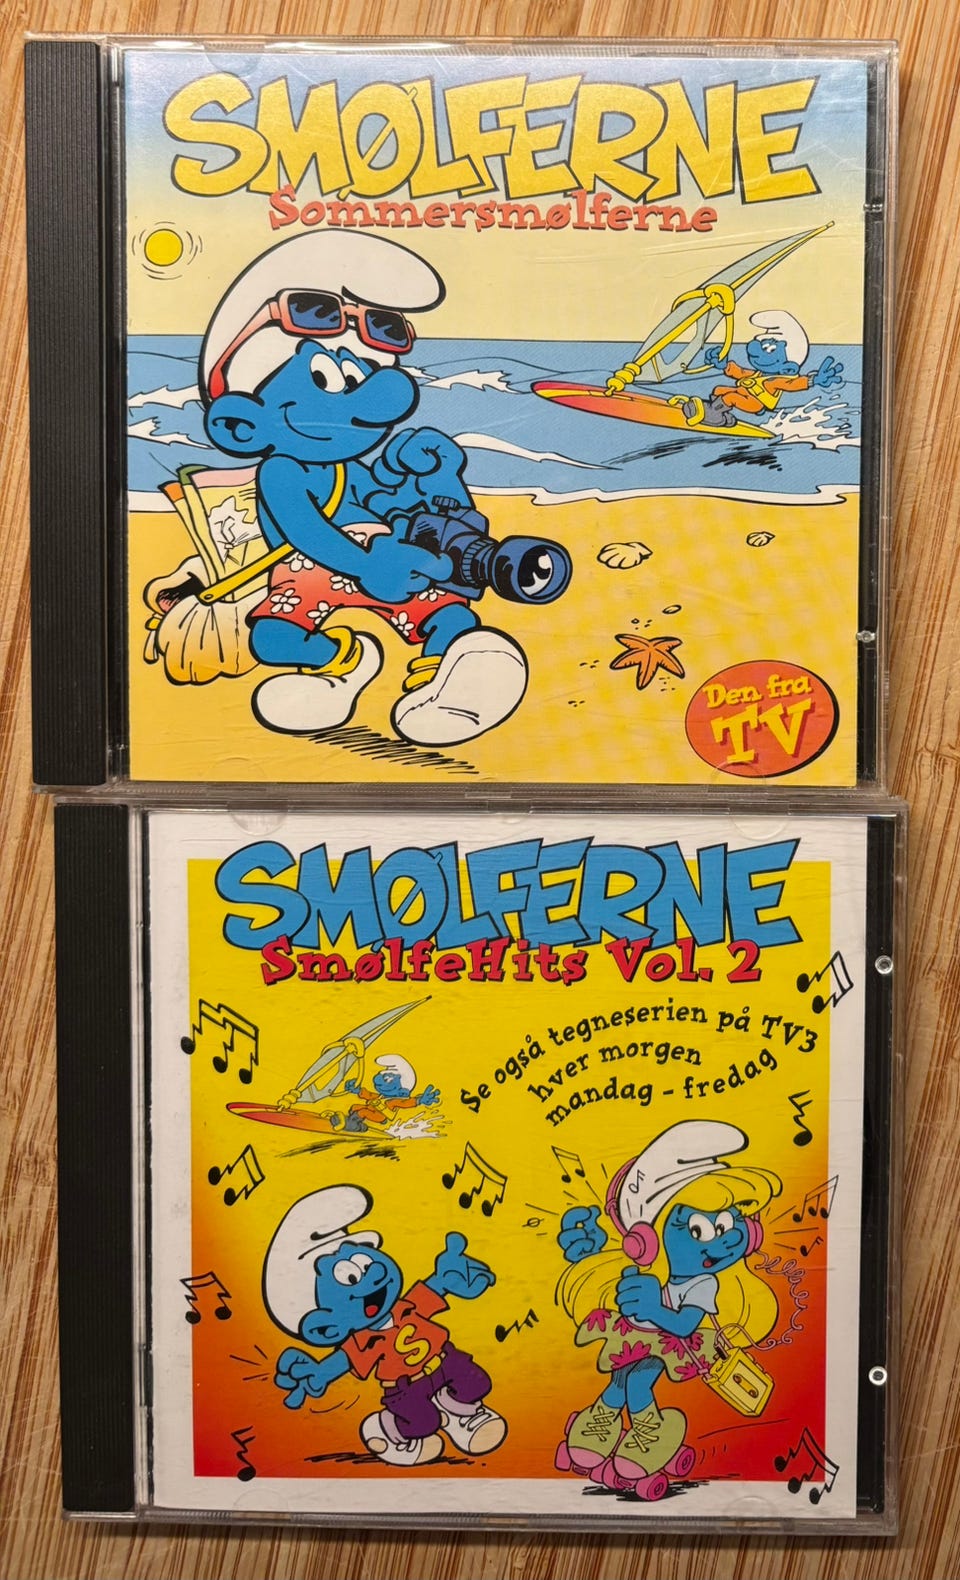 SMØLFERNE
Sommersmølferne
Den fra
TV
SMØLFERNE
SmølfeHits Vol. 2
Se også tegneserien på TV3
hver morgen
mandag - fredag
S